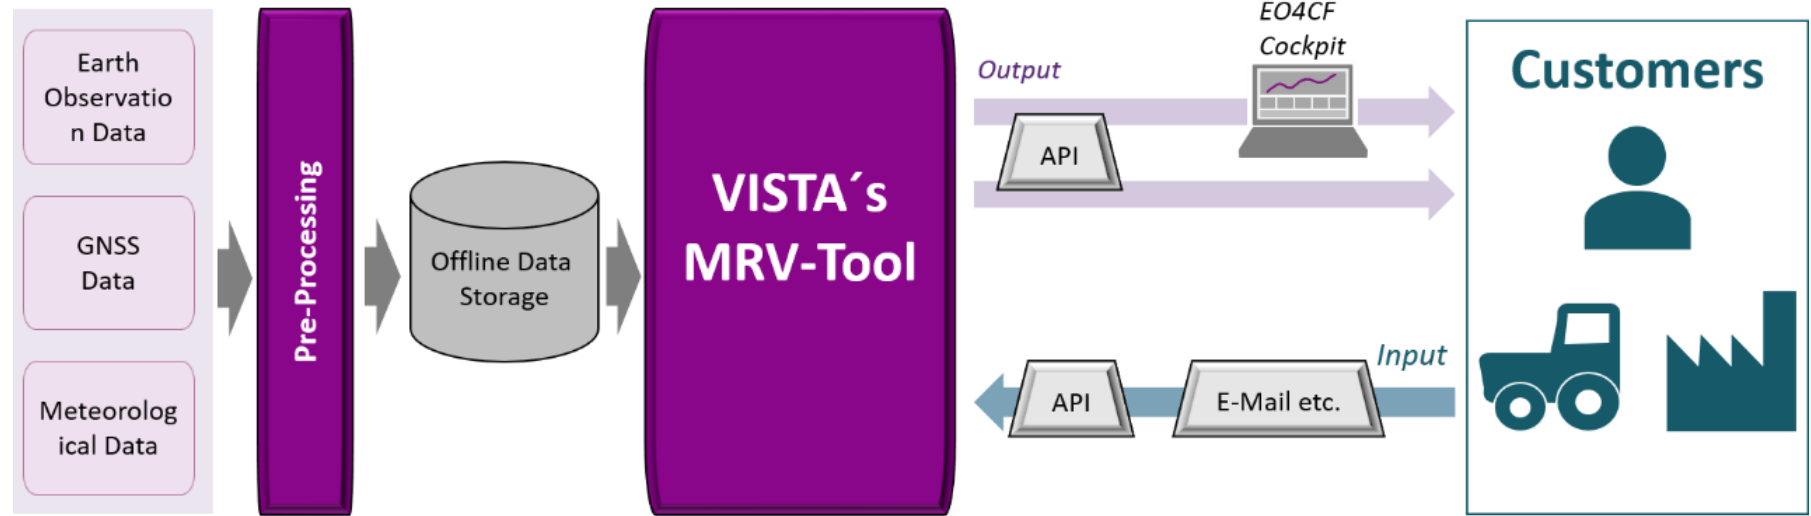 Earth
Observatio
n Data
GNSS
Data
Meteorolog
ical Data
Pre-Processing
Offline Data
Storage
VISTA´s
MRV-Tool
Output
API
EO4CF
Cockpit
Input
API
E-Mail etc.
Customers